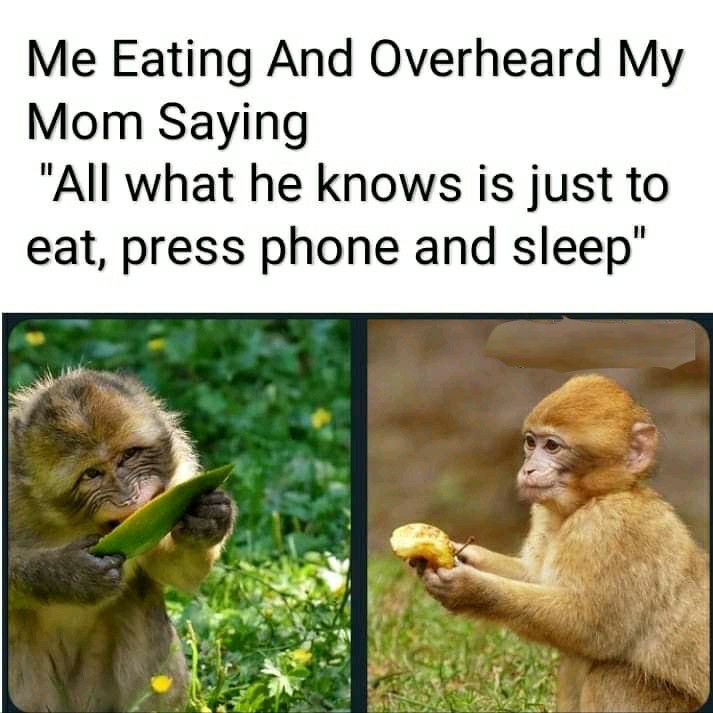 Me Eating And Overheard My
Mom Saying
"All what he knows is just to
eat, press phone and sleep"